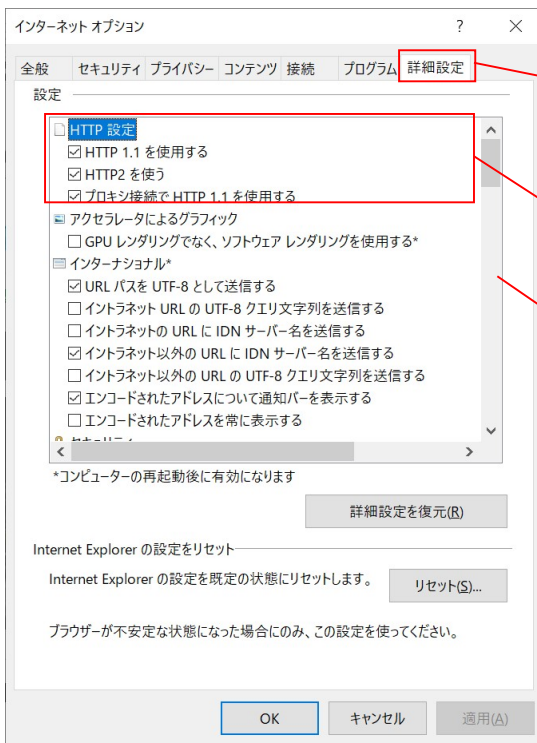 インターネット オプション
全般 セキュリティ プライバシー コンテンツ 接続 プログラム 詳細設定
設定
HTTP 設定
HTTP 1.1 を使用する
HTTP2 を使う
プロキシ接続で HTTP 1.1 を使用する
アクセラレータによるグラフィック
GPU レンダリングでなく、ソフトウェア レンダリングを使用する*
インターナショナル*
URL パスを UTF-8 として送信する
イントラネット URL の UTF-8 クエリ文字列を送信する
イントラネットの URL に IDN サーバー名を送信する
イントラネット以外の URL に IDN サーバー名を送信する
イントラネット以外の URL の UTF-8 クエリ文字列を送信する
エンコードされたアドレスについて通知バーを表示する
エンコードされたアドレスを常に表示する
セキュリティ
*コンピューターの再起動後に有効になります
詳細設定を復元(R)
Internet Explorer の設定をリセット
Internet Explorer の設定を既定の状態にリセットします。
リセット(S)...
ブラウザーが不安定な状態になった場合にのみ、この設定を使ってください。
OK キャンセル 適用(A)